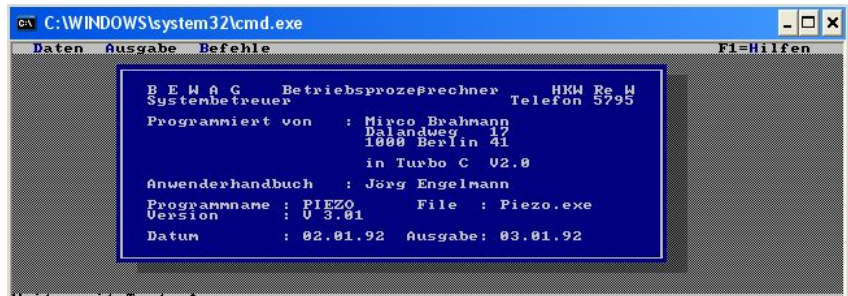 C:\WINDOWS\system32\cmd.exe
Daten Ausgabe Befehle F1=Hilfen
B E W A G Betriebsprozeßrechner HKW Re W
Systembetreuer Telefon 5795
Programmiert von : Mirco Brahmann
Dalandweg 17
1000 Berlin 41
in Turbo C V2.0
Anwenderhandbuch : Jörg Engelmann
Programmname : PIEZO File : Piezo.exe
Version : V 3.01
Datum : 02.01.92 Ausgabe: 03.01.92